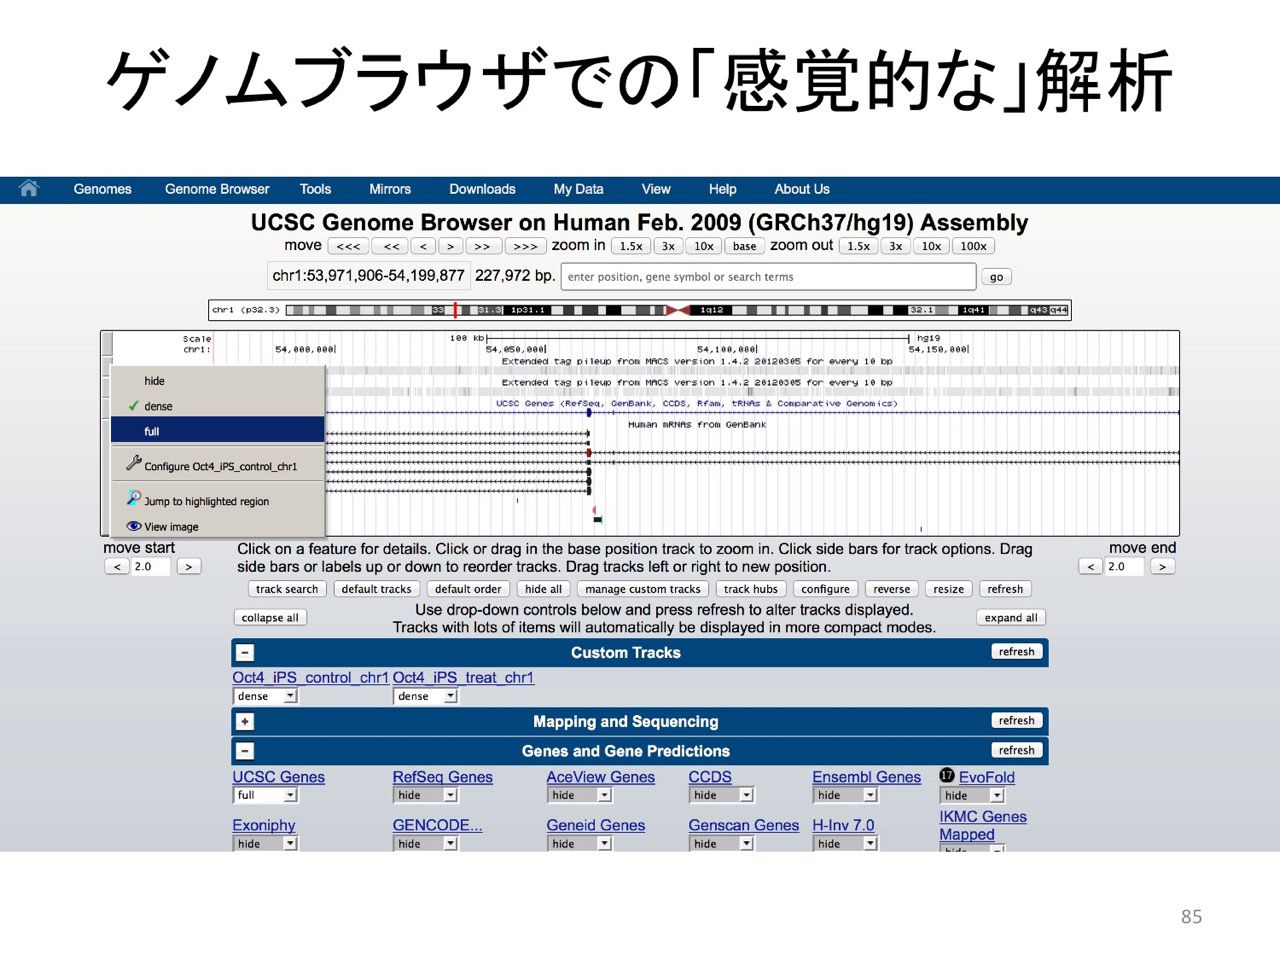 ゲノムブラウザでの「感覚的な」解析
Genomes Genome Browser Tools Mirrors Downloads My Data View Help About Us
UCSC Genome Browser on Human Feb. 2009 (GRCh37/hg19) Assembly
move <<< << < > >> >>> zoom in 1.5x 3x 10x base zoom out 1.5x 3x 10x 100x
chr1:53,971,906-54,199,877 227,972 bp. enter position, gene symbol or search terms go
chr1 (p32.3) 33 31.3 1p31.1 1q12 32.1 1q41 q43 q44
Scale 100 kb hg19
chr1: 54,000,000| 54,050,000| 54,100,000| 54,150,000|
Extended tag pileup from MACS version 1.4.2 20120305 for every 10 bp
Extended tag pileup from MACS version 1.4.2 20120305 for every 10 bp
UCSC Genes (RefSeq, GenBank, CCDS, Rfam, tRNAs & Comparative Genomics)
Human mRNAs from GenBank
hide
dense
full
Configure Oct4_iPS_control_chr1
Jump to highlighted region
View image
move start
< 2.0 >
Click on a feature for details. Click or drag in the base position track to zoom in. Click side bars for track options. Drag
side bars or labels up or down to reorder tracks. Drag tracks left or right to new position.
move end
< 2.0 >
track search default tracks default order hide all manage custom tracks track hubs configure reverse resize refresh
collapse all
Use drop-down controls below and press refresh to alter tracks displayed.
Tracks with lots of items will automatically be displayed in more compact modes.
expand all
- Custom Tracks refresh
Oct4_iPS_control_chr1 Oct4_iPS_treat_chr1
dense dense
+ Mapping and Sequencing refresh
- Genes and Gene Predictions refresh
UCSC Genes RefSeq Genes AceView Genes CCDS Ensembl Genes 17 EvoFold
full hide hide hide hide hide
Exoniphy GENCODE... Geneid Genes Genscan Genes H-Inv 7.0 IKMC Genes
Mapped
hide hide hide hide hide hide
85